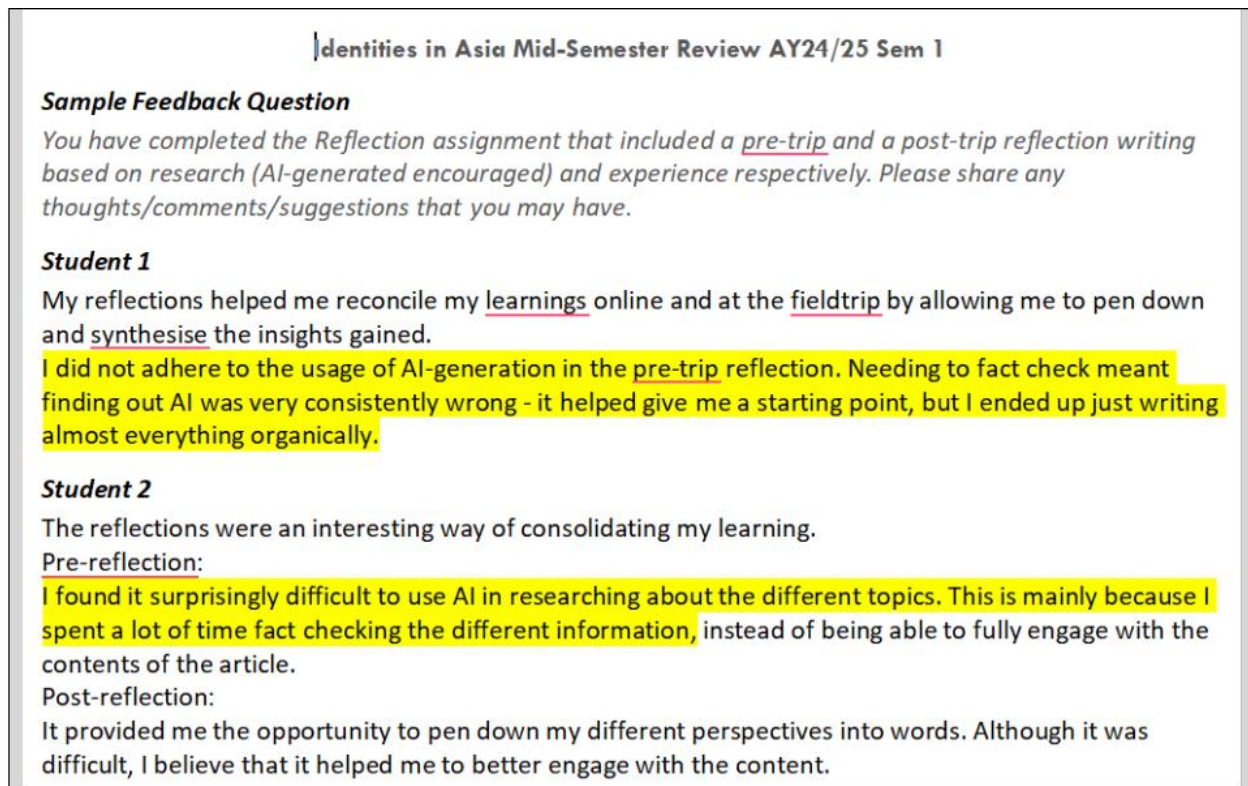 Identities in Asia Mid-Semester Review AY24/25 Sem 1
Sample Feedback Question
You have completed the Reflection assignment that included a pre-trip and a post-trip reflection writing
based on research (AI-generated encouraged) and experience respectively. Please share any
thoughts/comments/suggestions that you may have.
Student 1
My reflections helped me reconcile my learnings online and at the fieldtrip by allowing me to pen down
and synthesise the insights gained.
I did not adhere to the usage of AI-generation in the pre-trip reflection. Needing to fact check meant
finding out AI was very consistently wrong - it helped give me a starting point, but I ended up just writing
almost everything organically.
Student 2
The reflections were an interesting way of consolidating my learning.
Pre-reflection:
I found it surprisingly difficult to use AI in researching about the different topics. This is mainly because I
spent a lot of time fact checking the different information, instead of being able to fully engage with the
contents of the article.
Post-reflection:
It provided me the opportunity to pen down my different perspectives into words. Although it was
difficult, I believe that it helped me to better engage with the content.